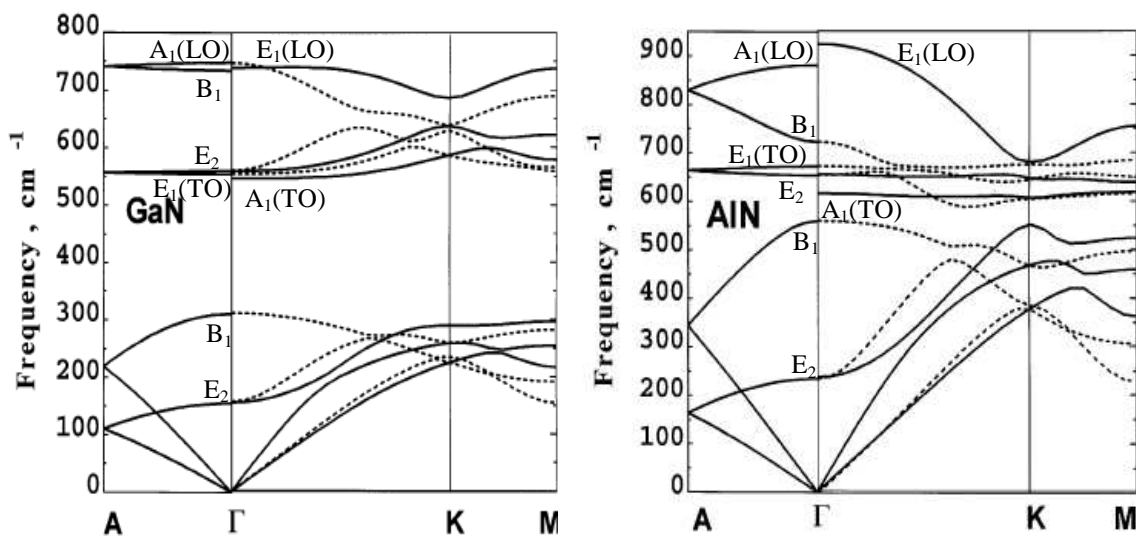 Frequency, cm⁻¹
800
700
600
500
400
300
200
100
0
A₁(LO)
E₁(LO)
B₁
E₂
E₁(TO)
A₁(TO)
GaN
B₁
E₂
A
Γ
K
M
Frequency, cm⁻¹
900
800
700
600
500
400
300
200
100
0
A₁(LO)
E₁(LO)
B₁
E₁(TO)
E₂
A₁(TO)
AlN
B₁
E₂
A
Γ
K
M